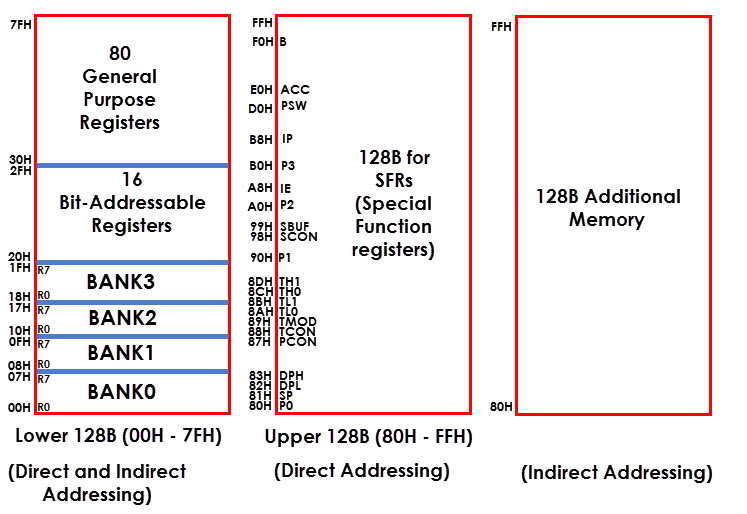 7FH
80
General
Purpose
Registers
30H
2FH
16
Bit-Addressable
Registers
20H
1FH R7
BANK3
18H R0
17H R7
BANK2
10H R0
0FH R7
BANK1
08H R0
07H R7
BANK0
00H R0
Lower 128B (00H - 7FH)
(Direct and Indirect
Addressing)
FFH
F0H B
E0H ACC
D0H PSW
B8H IP
B0H P3
A8H IE
A0H P2
99H SBUF
98H SCON
90H P1
8DH TH1
8CH TH0
8BH TL1
8AH TL0
89H TMOD
88H TCON
87H PCON
83H DPH
82H DPL
81H SP
80H P0
128B for
SFRs
(Special
Function
registers)
Upper 128B (80H - FFH)
(Direct Addressing)
FFH
128B Additional
Memory
80H
(Indirect Addressing)